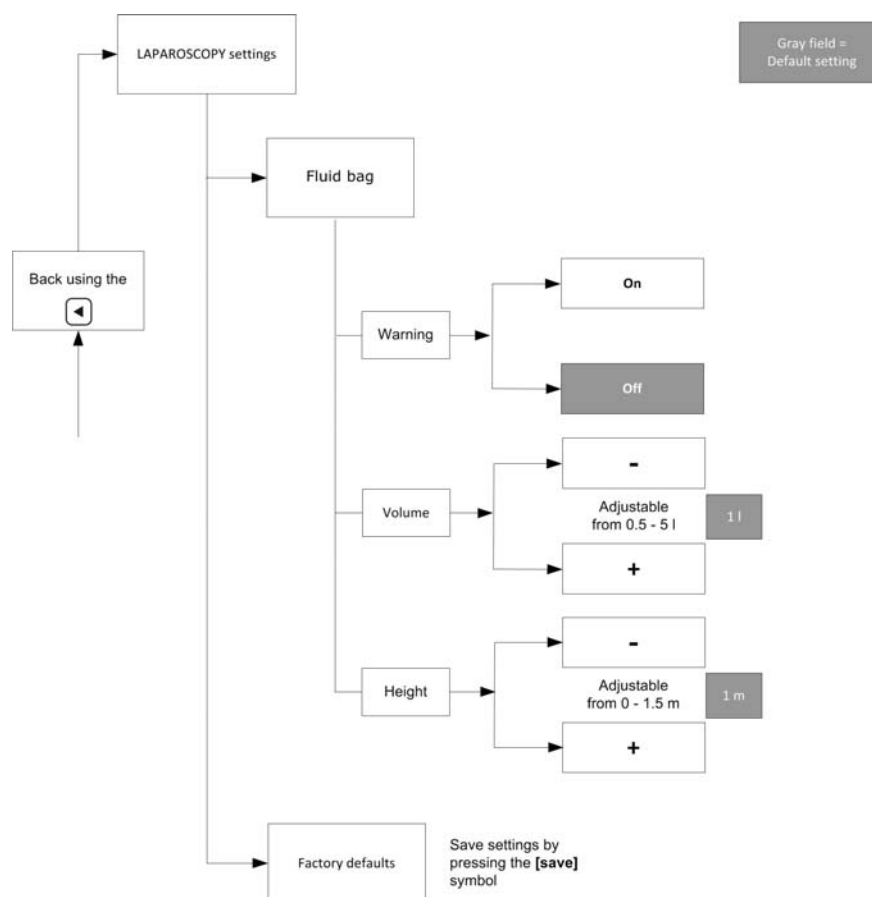 LAPAROSCOPY settings
Gray field =
Default setting
Fluid bag
Back using the
Warning
On
Off
Volume
-
Adjustable
from 0.5 - 5 l
1 l
+
Height
-
Adjustable
from 0 - 1.5 m
1 m
+
Factory defaults
Save settings by
pressing the [save]
symbol